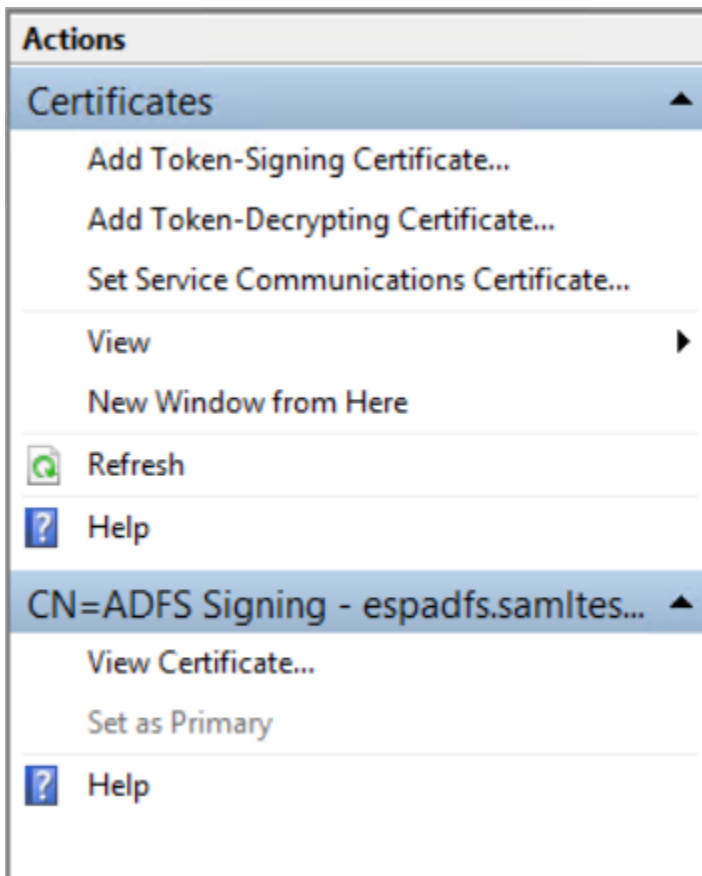 Actions
Certificates
Add Token-Signing Certificate...
Add Token-Decrypting Certificate...
Set Service Communications Certificate...
View
New Window from Here
Refresh
Help
CN=ADFS Signing - espadfs.samltes...
View Certificate...
Set as Primary
Help